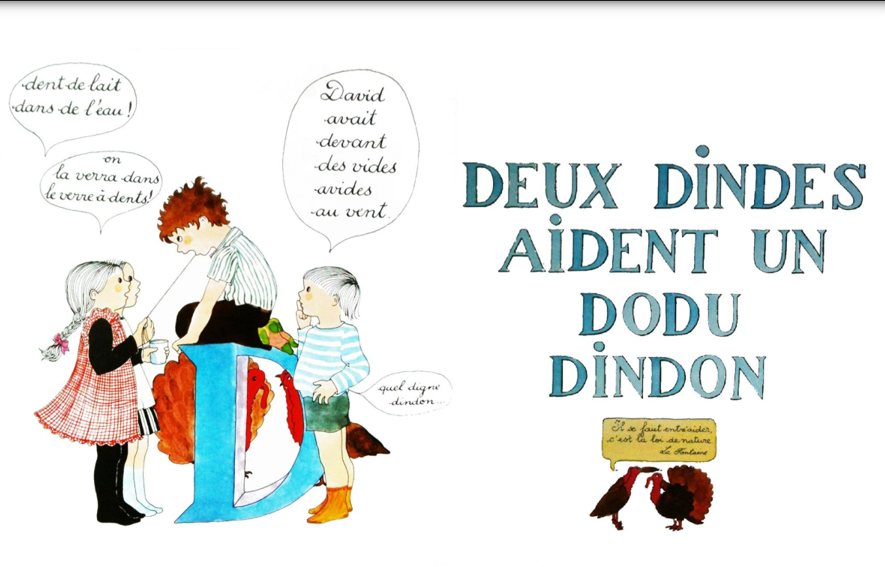 dent de lait
dans de l'eau!
on
la verra dans
le verre à dents!
David
avait
devant
des vides
avides
au vent.
quel digne
dindon...
DEUX DINDES
AIDENT UN
DODU
DINDON
Il se faut entr'aider,
c'est la loi de nature
La Fontaine